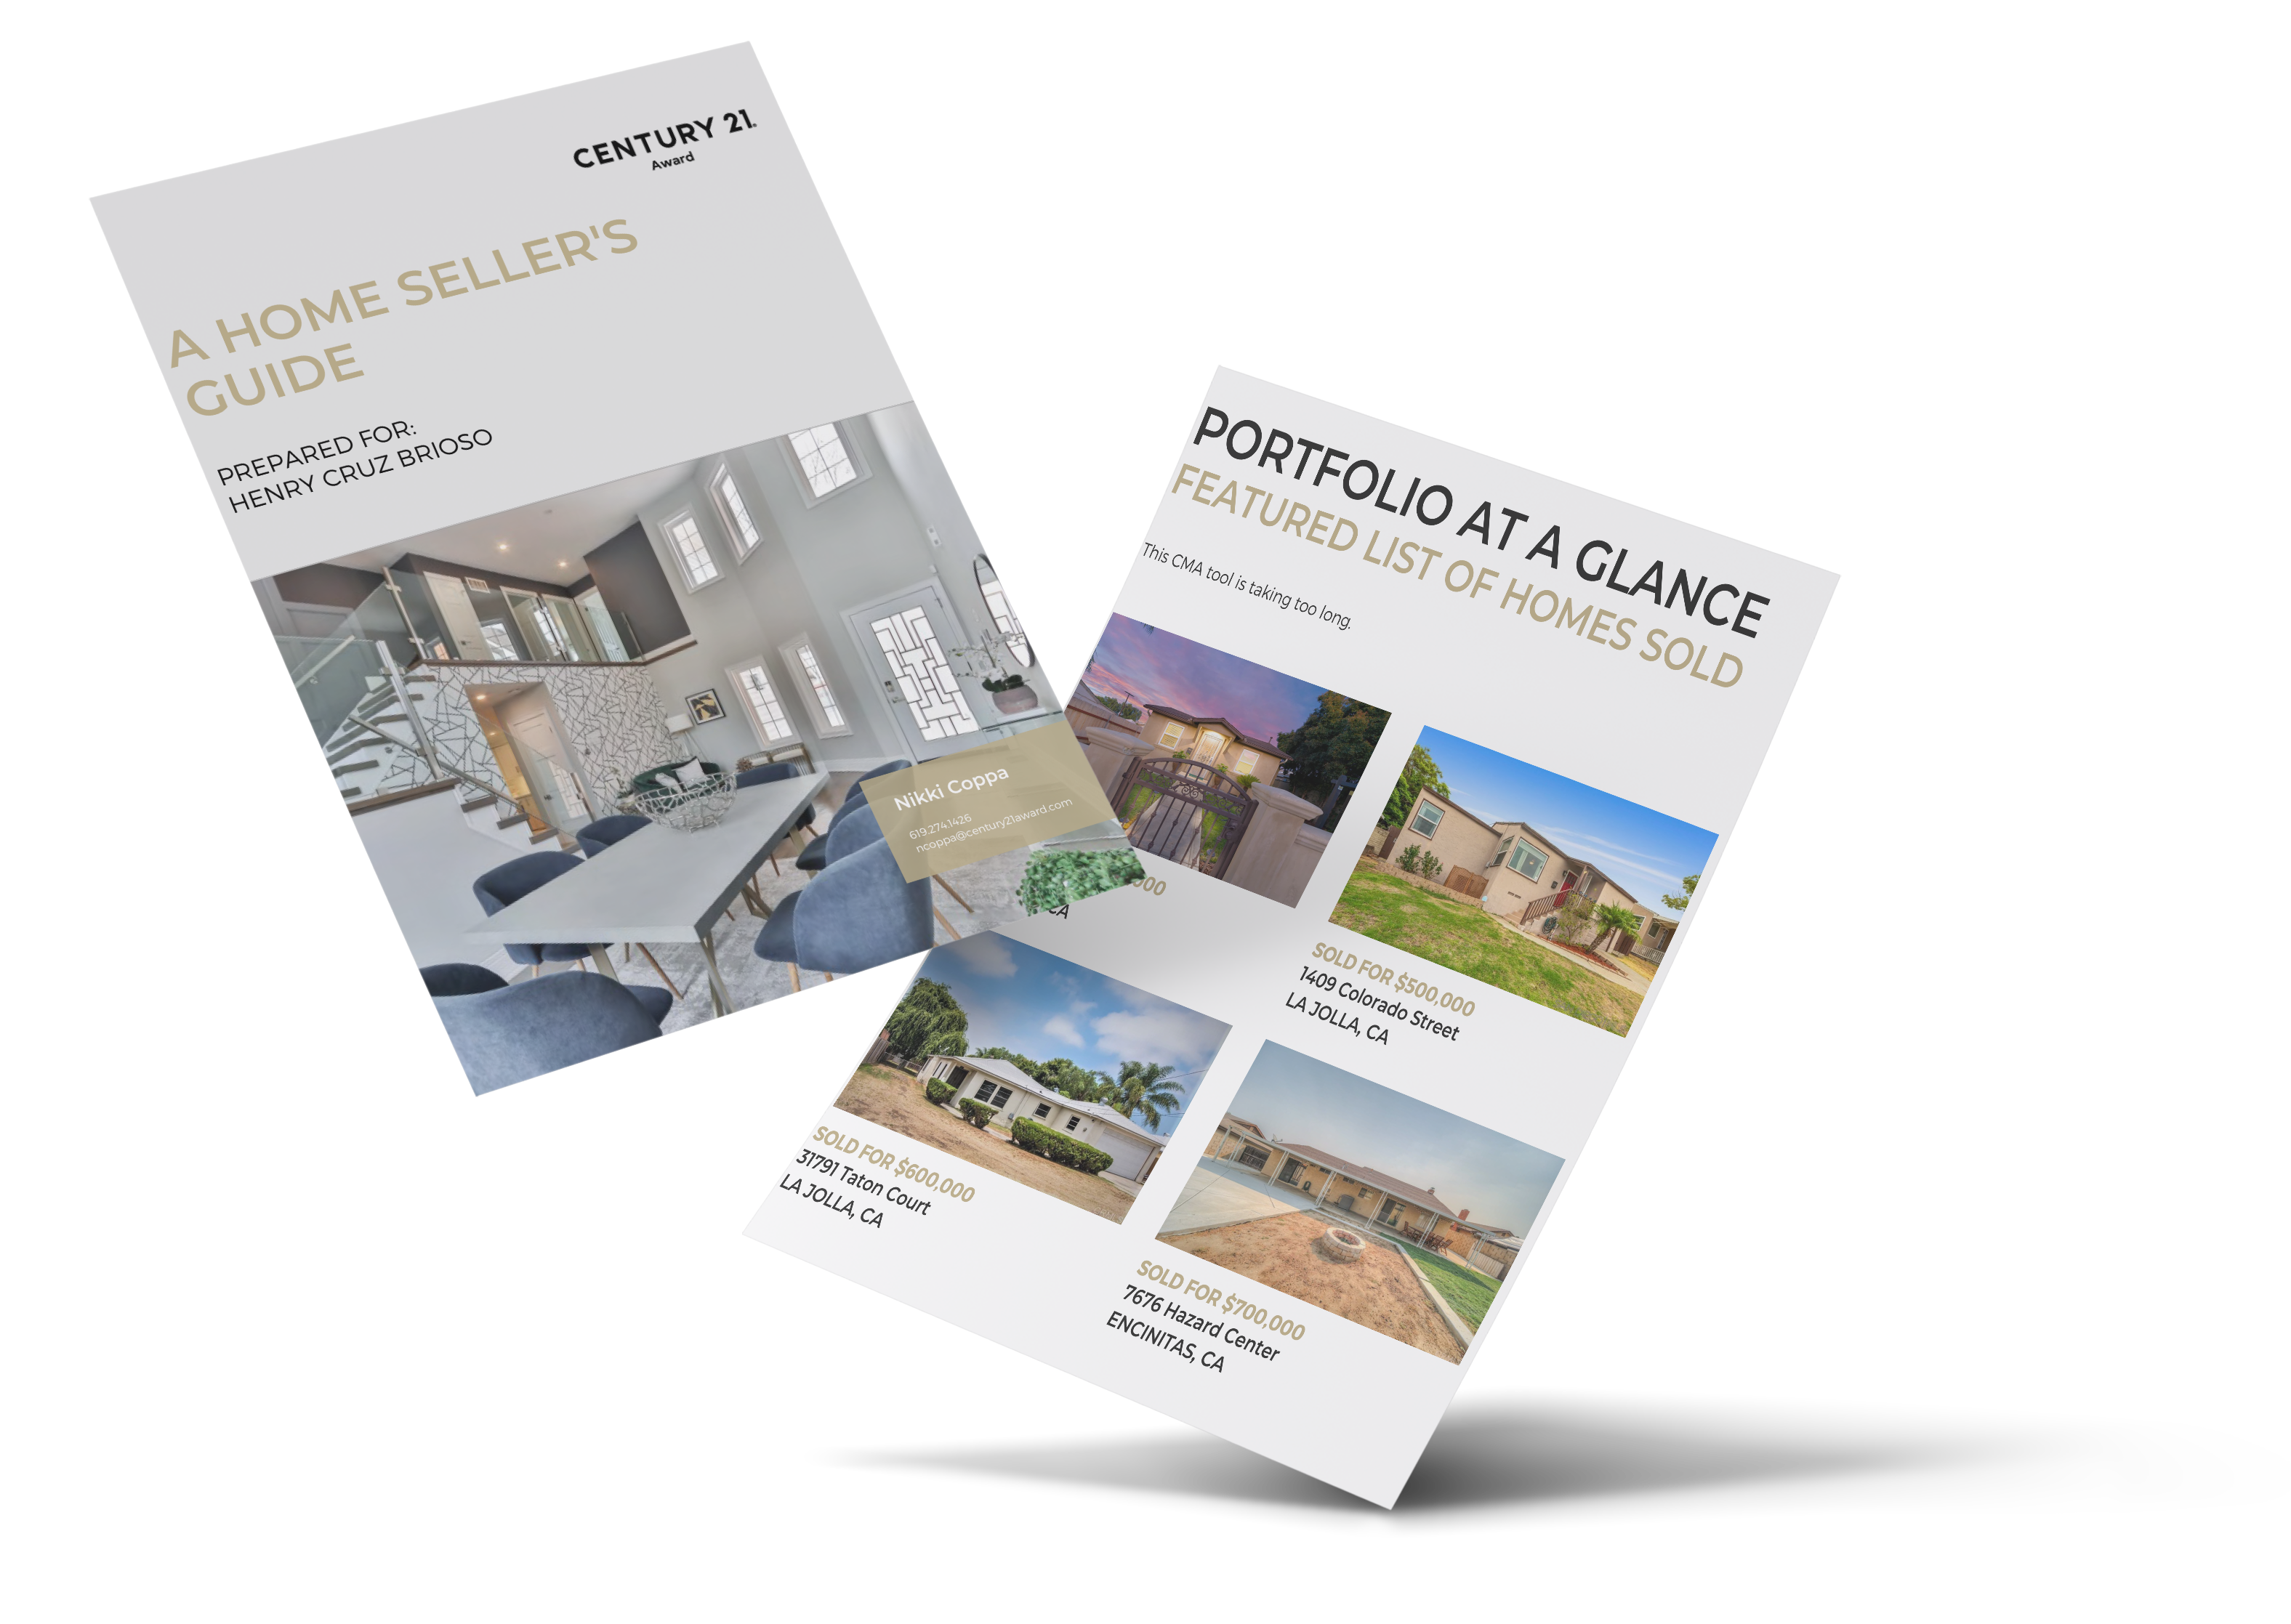 CENTURY 21.
Award
A HOME SELLER'S
GUIDE
PREPARED FOR:
HENRY CRUZ BRIOSO
Nikki Coppa
619.274.1426
ncoppa@century21award.com
PORTFOLIO AT A GLANCE
FEATURED LIST OF HOMES SOLD
This CMA tool is taking too long.
CA
SOLD FOR $500,000
1409 Colorado Street
LA JOLLA, CA
SOLD FOR $600,000
31791 Taton Court
LA JOLLA, CA
SOLD FOR $700,000
7676 Hazard Center
ENCINITAS, CA